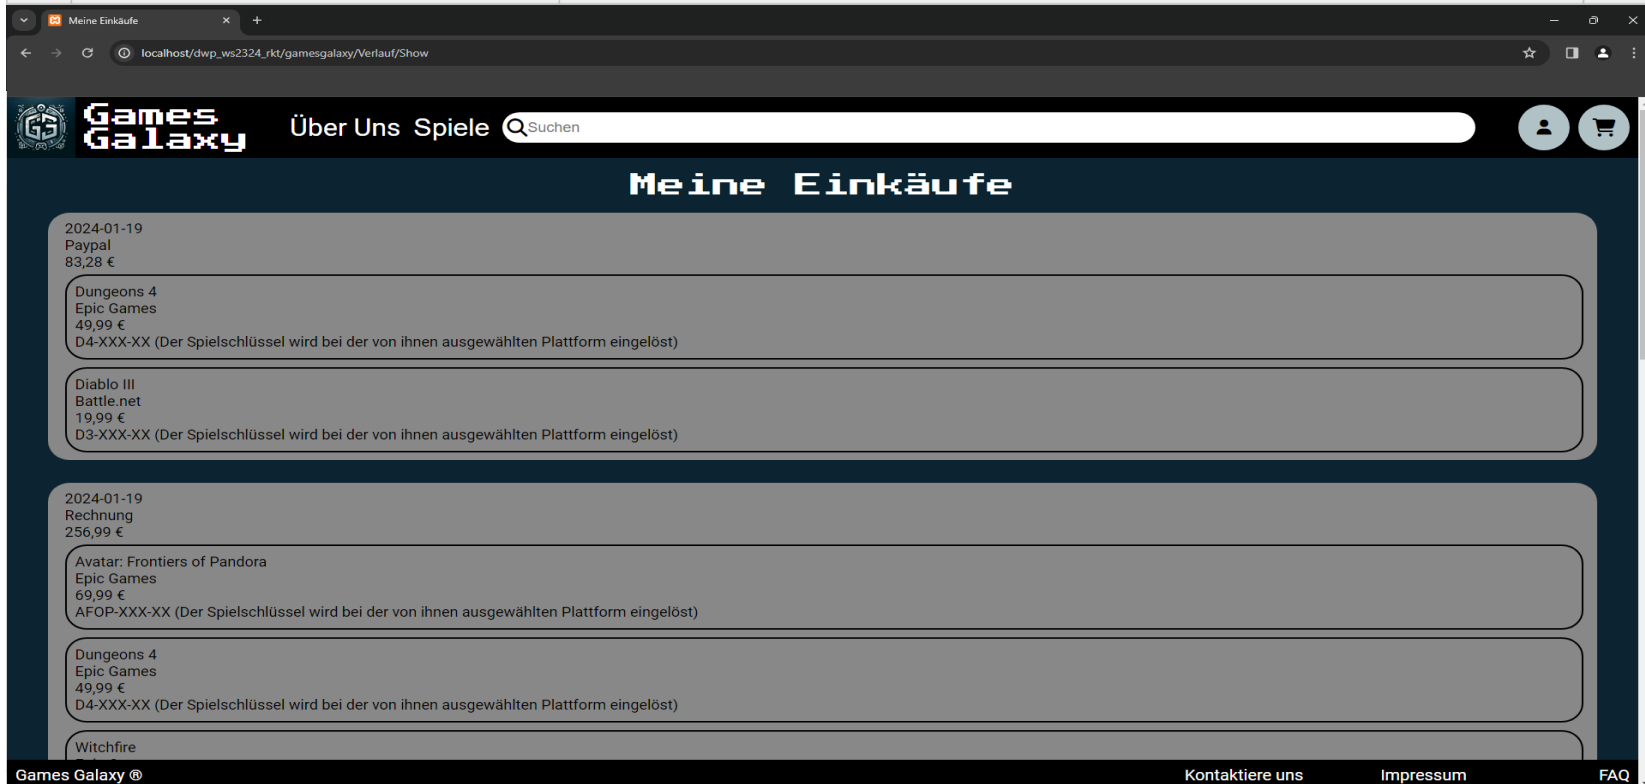 Meine Einkäufe
localhost/dwp_ws2324_rkt/gamesgalaxy/Verlauf/Show
GG
Games
Galaxy
Über Uns Spiele Suchen
Meine Einkäufe
2024-01-19
Paypal
83,28 €
Dungeons 4
Epic Games
49,99 €
D4-XXX-XX (Der Spielschlüssel wird bei der von ihnen ausgewählten Plattform eingelöst)
Diablo III
Battle.net
19,99 €
D3-XXX-XX (Der Spielschlüssel wird bei der von ihnen ausgewählten Plattform eingelöst)
2024-01-19
Rechnung
256,99 €
Avatar: Frontiers of Pandora
Epic Games
69,99 €
AFOP-XXX-XX (Der Spielschlüssel wird bei der von ihnen ausgewählten Plattform eingelöst)
Dungeons 4
Epic Games
49,99 €
D4-XXX-XX (Der Spielschlüssel wird bei der von ihnen ausgewählten Plattform eingelöst)
Witchfire
Games Galaxy ® Kontaktiere uns Impressum FAQ